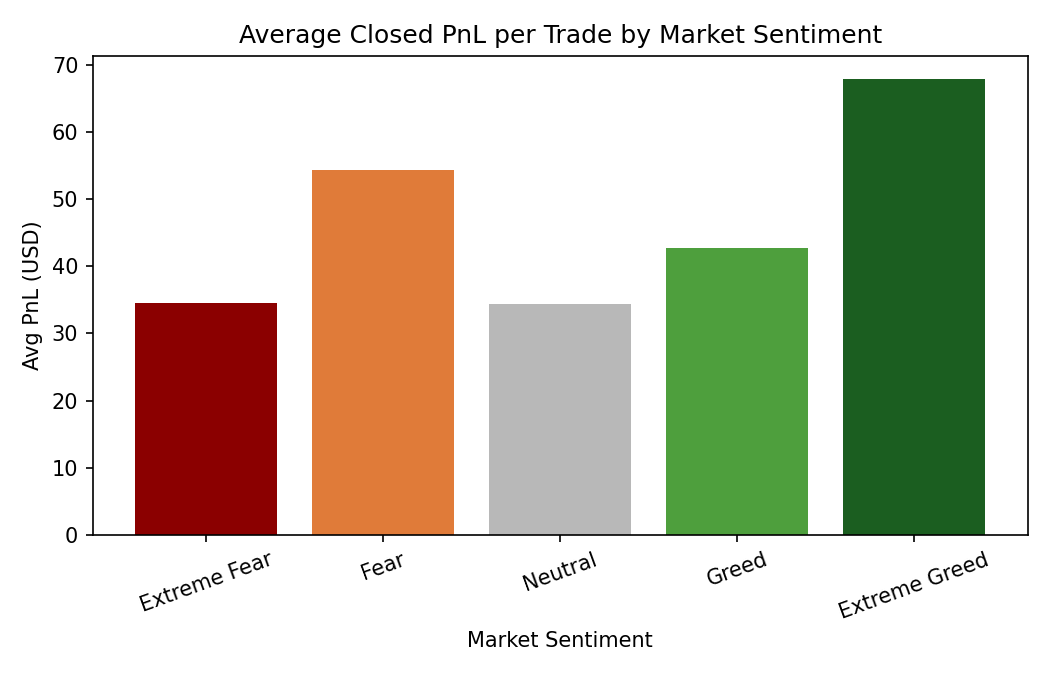 Average Closed PnL per Trade by Market Sentiment
Avg PnL (USD)
70
60
50
40
30
20
10
0
Extreme Fear
Fear
Neutral
Greed
Extreme Greed
Market Sentiment